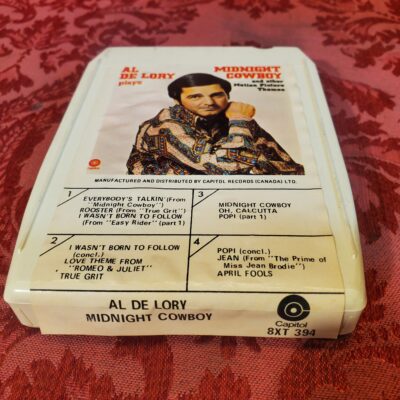 AL
DE LORY
plays
MIDNIGHT
COWBOY
and other
Motion Picture
Themes
MANUFACTURED AND DISTRIBUTED BY CAPITOL RECORDS (CANADA) LTD.
1
EVERYBODY'S TALKIN' (From
"Midnight Cowboy")
ROOSTER (From "True Grit")
I WASN'T BORN TO FOLLOW
(From "Easy Rider" (part 1)
3
MIDNIGHT COWBOY
OH, CALCUTTA
POPI (part 1)
2
I WASN'T BORN TO FOLLOW
(concl.)
LOVE THEME FROM
"ROMEO & JULIET"
TRUE GRIT
4
POPI (concl.)
JEAN (From "The Prime of
Miss Jean Brodie")
APRIL FOOLS
AL DE LORY
MIDNIGHT COWBOY
Capitol
8XT 394